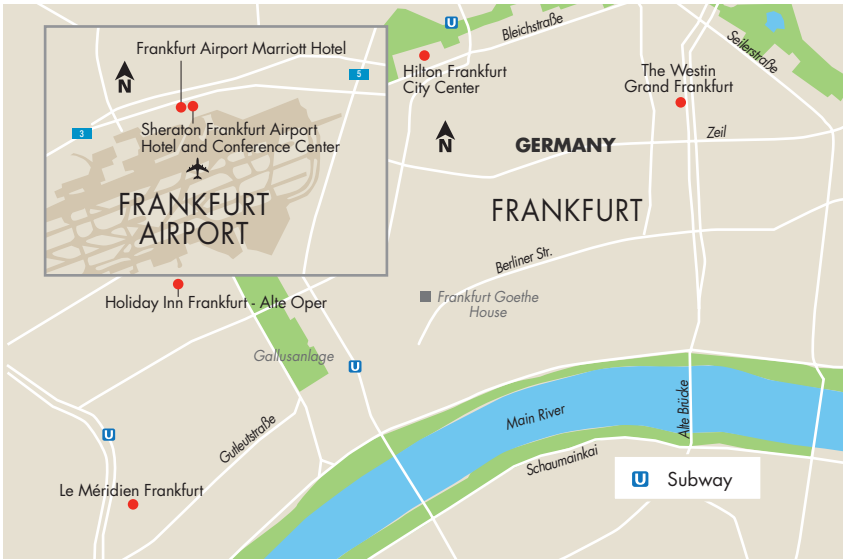 Frankfurt Airport Marriott Hotel
N
5
3
Sheraton Frankfurt Airport
Hotel and Conference Center
FRANKFURT
AIRPORT
U
Bleichstraße
Seilerstraße
Hilton Frankfurt
City Center
The Westin
Grand Frankfurt
N
GERMANY
Zeil
FRANKFURT
Berliner Str.
Frankfurt Goethe
House
Holiday Inn Frankfurt - Alte Oper
Gallusanlage
U
Main River
Alte Brücke
U
Gutleutstraße
Schaumainkai
Le Méridien Frankfurt
U Subway